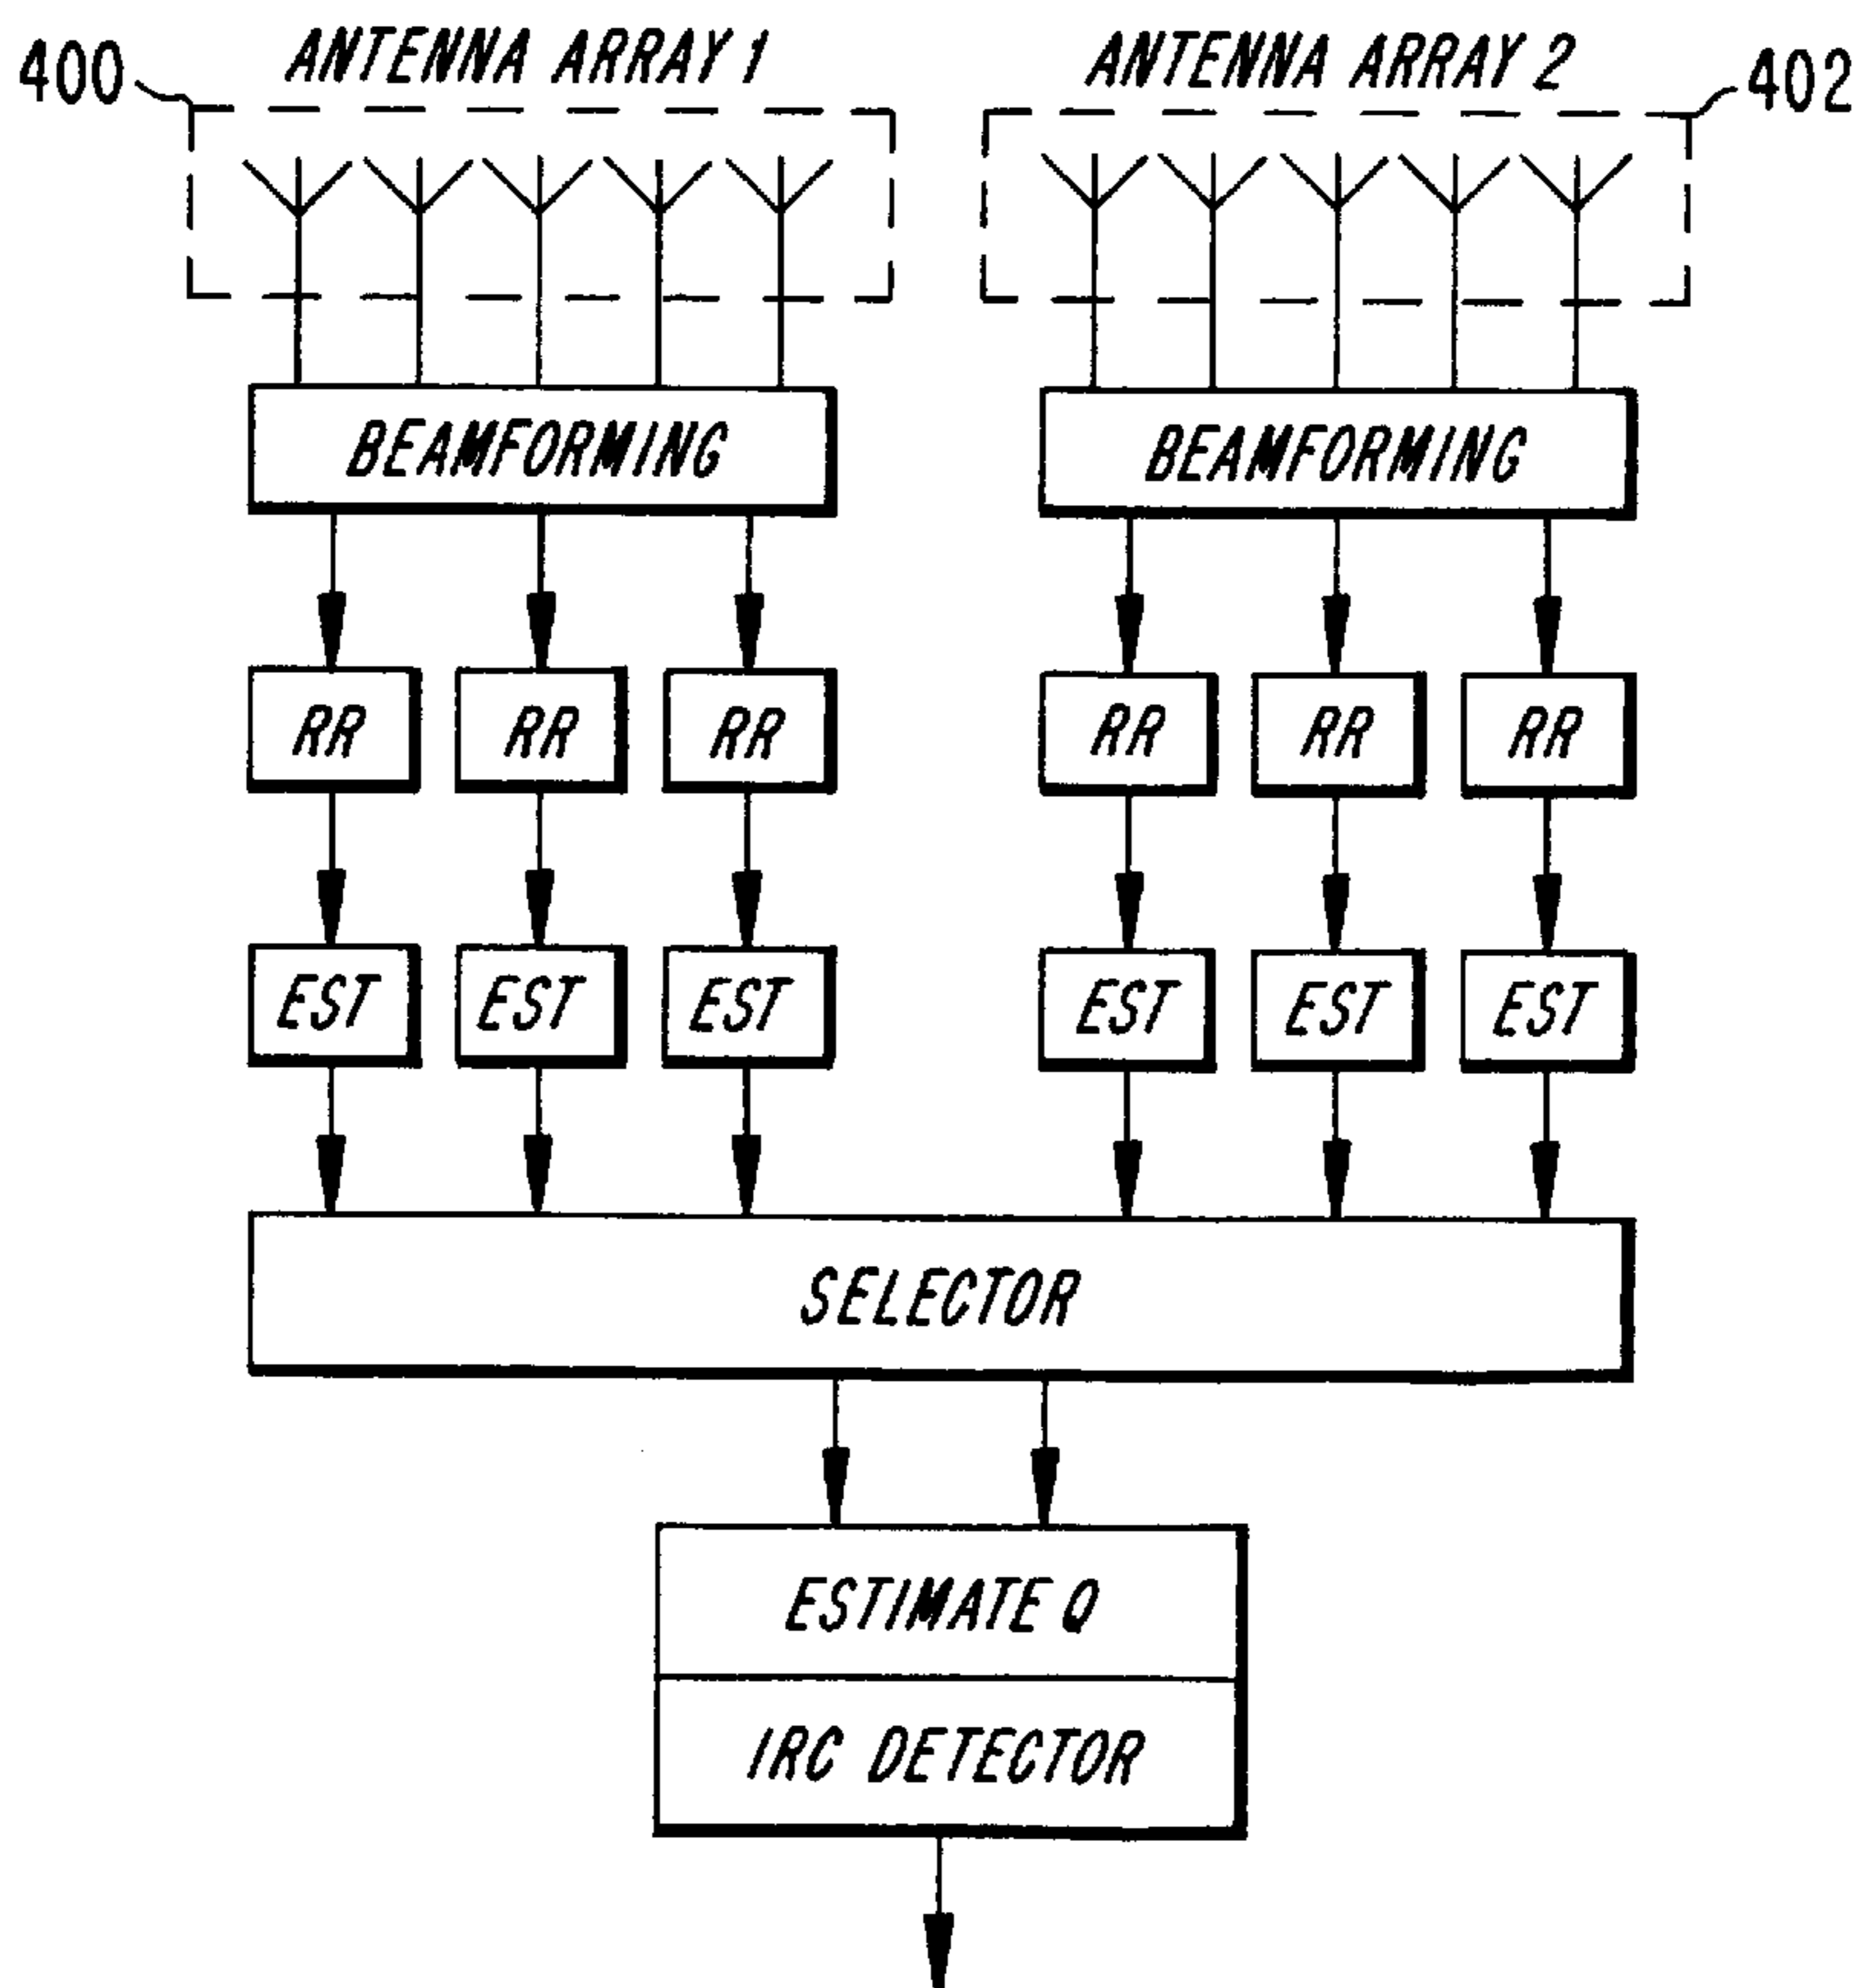 400 ANTENNA ARRAY 1 ANTENNA ARRAY 2 402
BEAMFORMING BEAMFORMING
RR RR RR RR RR RR
EST EST EST EST EST EST
SELECTOR
ESTIMATE Q
IRC DETECTOR